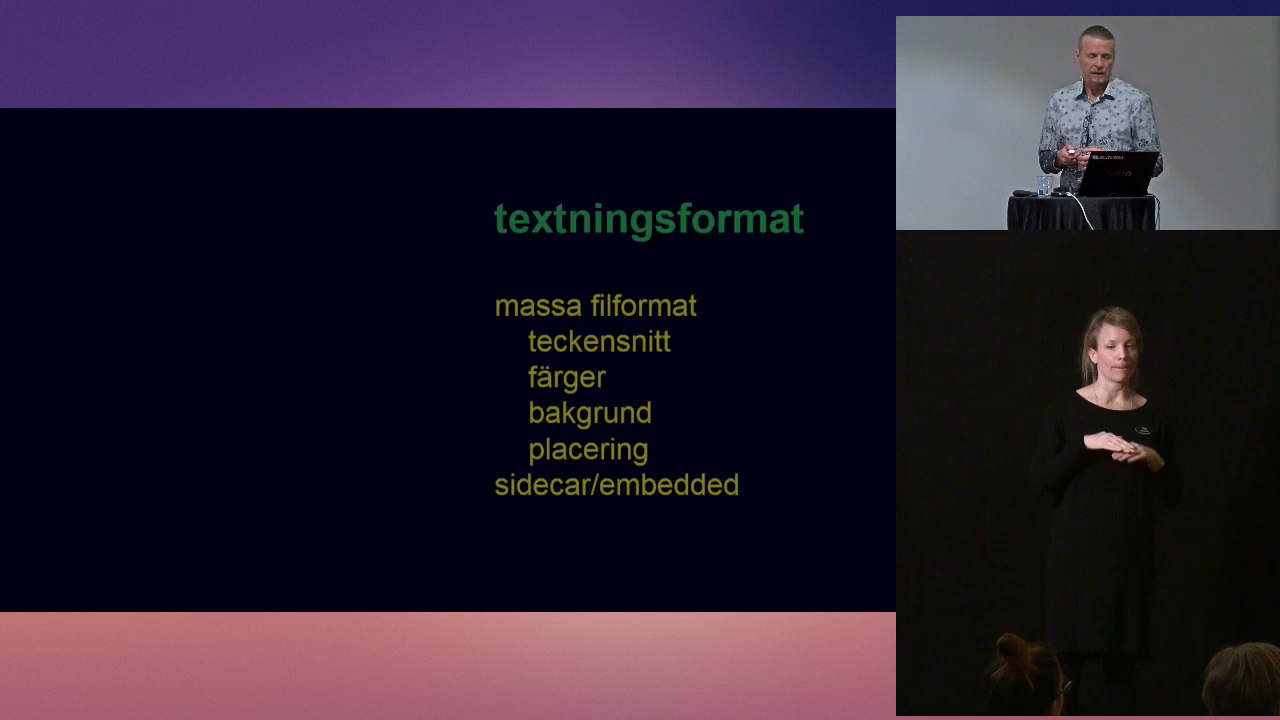 textningsformat
massa filformat
teckensnitt
färger
bakgrund
placering
sidecar/embedded